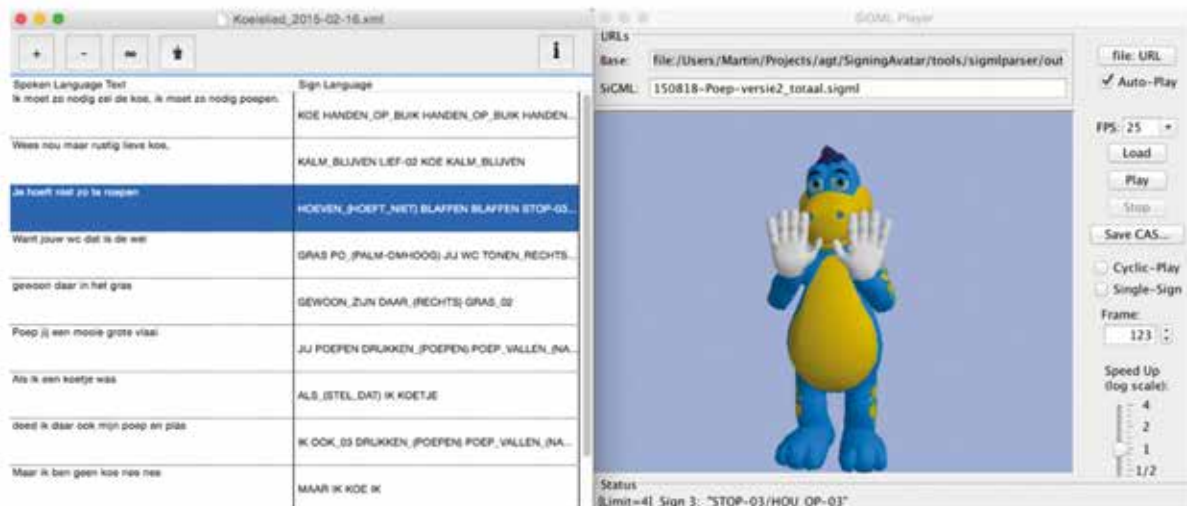 Koeielied_2015-02-16.xml
+ - ∞ i
Spoken Language Text Sign Language
Ik moet zo nodig zei de koe, ik moet zo nodig poepen.
KOE HANDEN_OP_BUIK HANDEN_OP_BUIK HANDEN...
Wees nou maar rustig lieve koe,
KALM_BLIJVEN LIEF-02 KOE KALM_BLIJVEN
Je hoeft niet zo te roepen
HOEVEN_(HOEFT_NIET) BLAFFEN BLAFFEN STOP-03...
Want jouw wc dat is de wei
GRAS PO_(PALM-OMHOOG) JIJ WC TONEN_RECHTS...
gewoon daar in het gras
GEWOON_ZIJN DAAR_(RECHTS) GRAS_02
Poep jij een mooie grote vlaai
JIJ POEPEN DRUKKEN_(POEPEN) POEP_VALLEN_(NA...
Als ik een koetje was
ALS_(STEL_DAT) IK KOETJE
deed ik daar ook mijn poep en plas
IK OOK_03 DRUKKEN_(POEPEN) POEP_VALLEN_(NA...
Maar ik ben geen koe nee nee
MAAR IK KOE IK
SiGML Player
URLs
Base: file:/Users/Martin/Projects/agt/SigningAvatar/tools/sigmlparser/out
SiGML: 150818-Poep-versie2_totaal.sigml
file: URL
Auto-Play
FPS: 25
Load
Play
Stop
Save CAS...
Cyclic-Play
Single-Sign
Frame:
123
Speed Up
(log scale):
4
2
1
1/2
Status
[Limit=4] Sign 3: "STOP-03/HOU_OP-03"